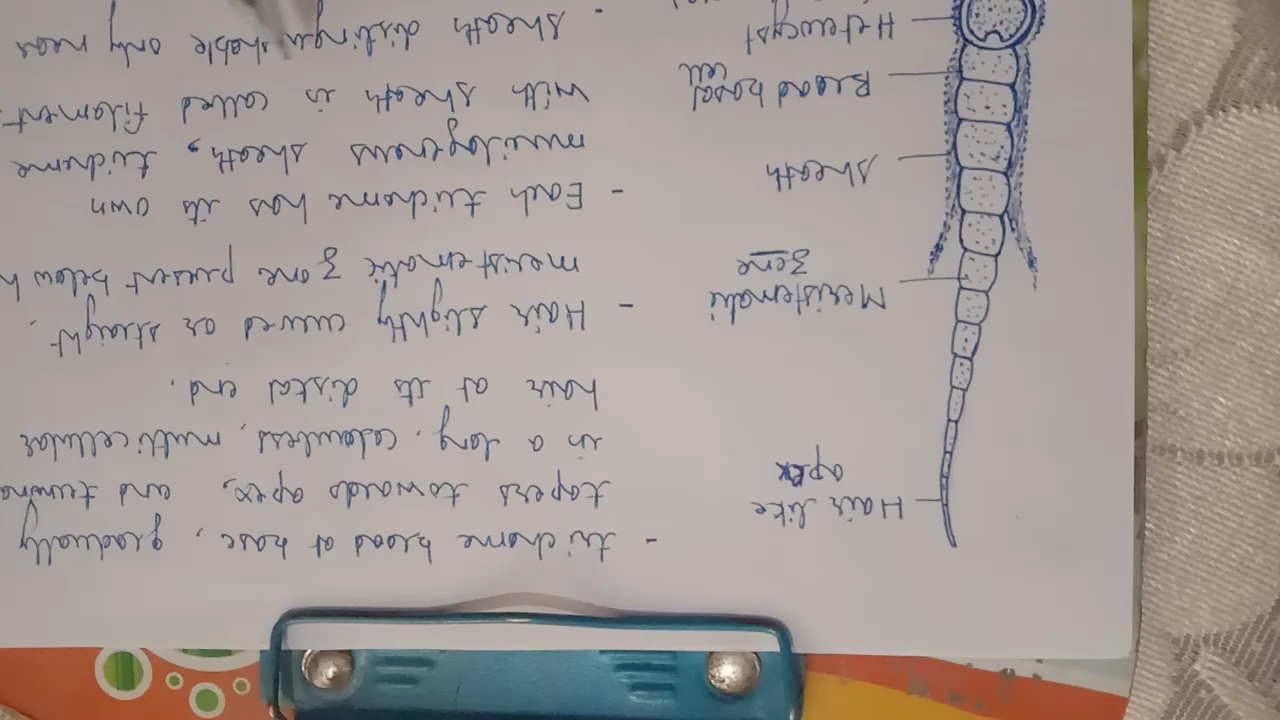 Hair like
apex
Meristematic
zone
sheath
Broad basal
cell
Heterocyst
- trichome broad at base, gradually
tapers towards apex, and
in a long, colourless, multicellular
hair at its distal end.
- Hair slightly curved or straight.
meristematic zone present below
- Each trichome has its own
mucilagenous sheath, trichome
with sheath is called filament.
- sheath distinguishable only near